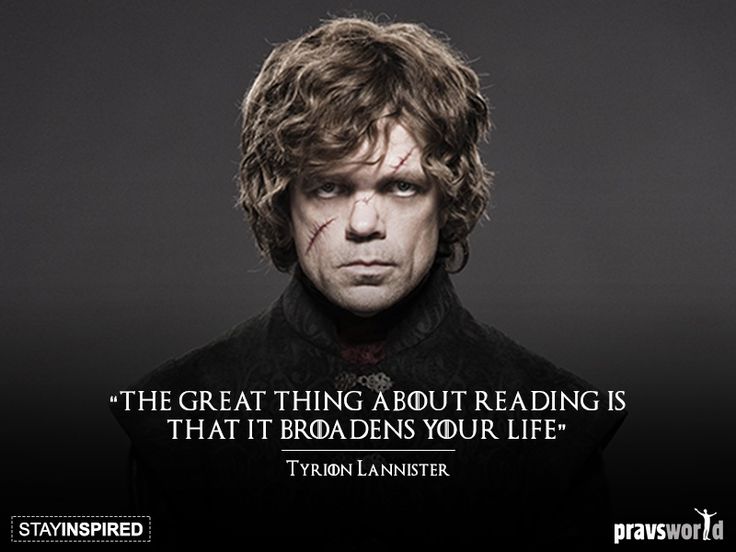 “THE GREAT THING ABOUT READING IS
THAT IT BROADENS YOUR LIFE”
TYRION LANNISTER
STAYINSPIRED
pravsworld